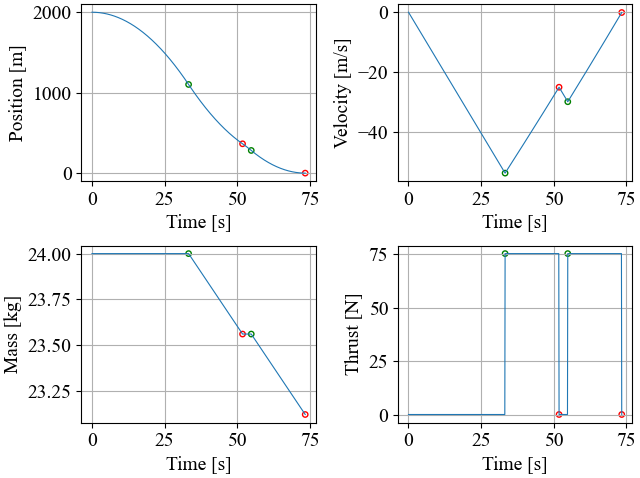 Position [m]
2000
1000
0
0 25 50 75
Time [s]
Velocity [m/s]
0
−20
−40
0 25 50 75
Time [s]
Mass [kg]
24.00
23.75
23.50
23.25
0 25 50 75
Time [s]
Thrust [N]
75
50
25
0
0 25 50 75
Time [s]